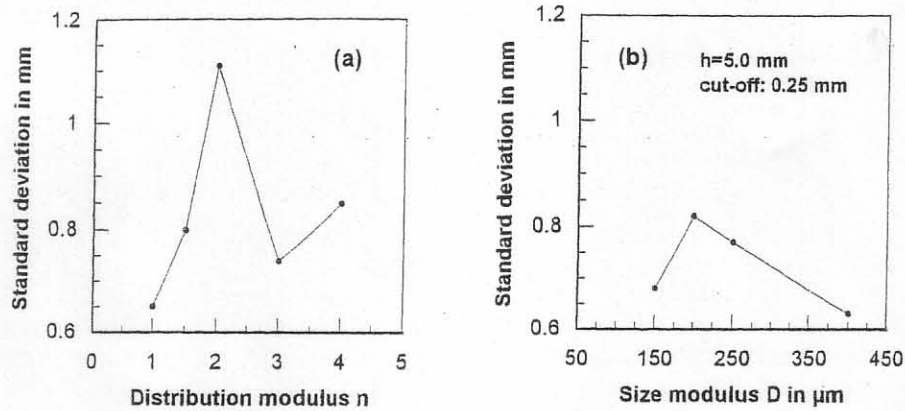 Standard deviation in mm
1.2
1
0.8
0.6
(a)
0 1 2 3 4 5
Distribution modulus n
Standard deviation in mm
1.2
1
0.8
0.6
(b)
h=5.0 mm
cut-off: 0.25 mm
50 150 250 350 450
Size modulus D in µm